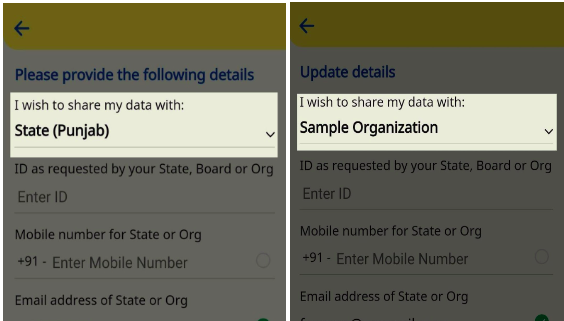 Please provide the following details
I wish to share my data with:
State (Punjab)
ID as requested by your State, Board or Org
Enter ID
Mobile number for State or Org
+91 - Enter Mobile Number
Email address of State or Org
Update details
I wish to share my data with:
Sample Organization
ID as requested by your State, Board or Org
Enter ID
Mobile number for State or Org
+91 - Enter Mobile Number
Email address of State or Org